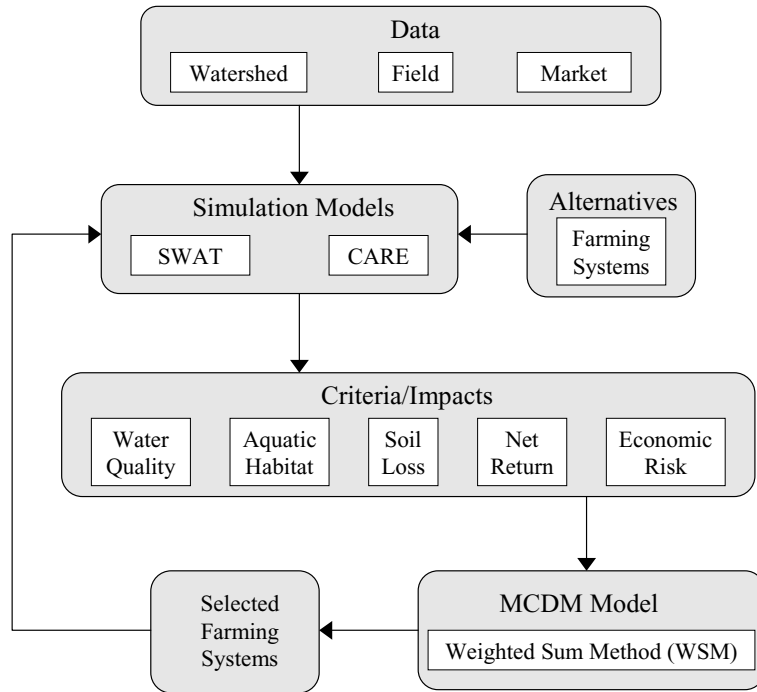 Data
Watershed
Field
Market
Simulation Models
SWAT
CARE
Alternatives
Farming
Systems
Criteria/Impacts
Water
Quality
Aquatic
Habitat
Soil
Loss
Net
Return
Economic
Risk
Selected
Farming
Systems
MCDM Model
Weighted Sum Method (WSM)